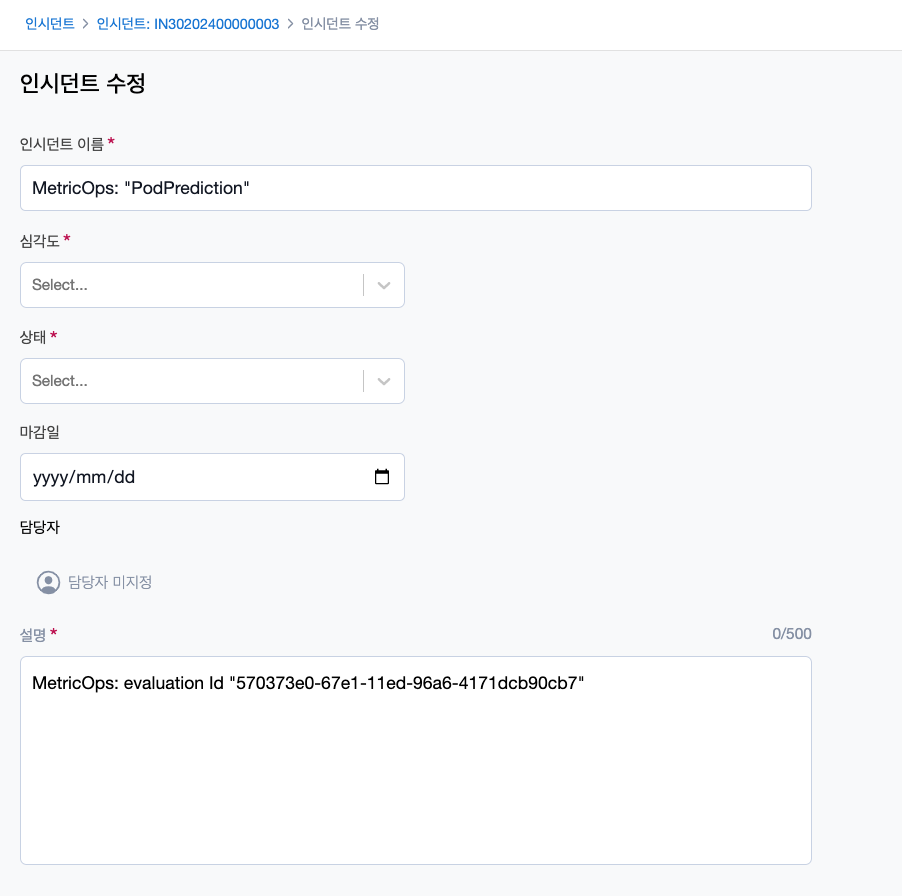 인시던트 > 인시던트: IN30202400000003 > 인시던트 수정
인시던트 수정
인시던트 이름 *
MetricOps: "PodPrediction"
심각도 *
Select...
상태 *
Select...
마감일
yyyy/mm/dd
담당자
담당자 미지정
설명 *
0/500
MetricOps: evaluation Id "570373e0-67e1-11ed-96a6-4171dcb90cb7"